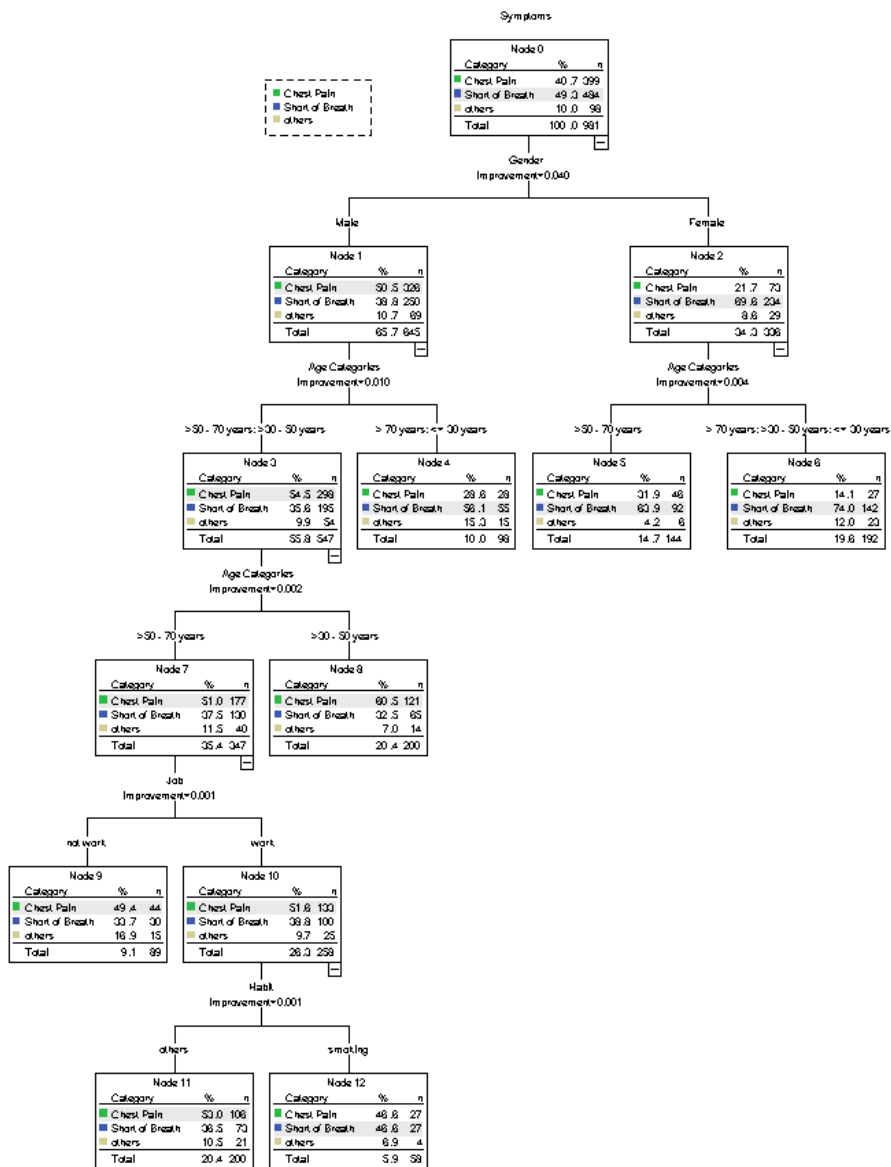 Symptoms
Node 0
Category % n
Chest Pain 40.7 399
Short of Breath 49.3 484
others 10.0 98
Total 100.0 981
Chest Pain
Short of Breath
others
Gender
Improvement=0.040
Male
Female
Node 1
Category % n
Chest Pain 50.5 326
Short of Breath 38.8 250
others 10.7 69
Total 65.7 645
Node 2
Category % n
Chest Pain 21.7 73
Short of Breath 69.6 234
others 8.6 29
Total 34.3 336
Age Categories
Improvement=0.010
Age Categories
Improvement=0.004
>50 - 70 years; >30 - 50 years
> 70 years; <= 30 years
>50 - 70 years
> 70 years; >30 - 50 years; <= 30 years
Node 3
Category % n
Chest Pain 54.5 298
Short of Breath 35.6 195
others 9.9 54
Total 55.8 547
Node 4
Category % n
Chest Pain 28.6 28
Short of Breath 56.1 55
others 15.3 15
Total 10.0 98
Node 5
Category % n
Chest Pain 31.9 46
Short of Breath 63.9 92
others 4.2 6
Total 14.7 144
Node 6
Category % n
Chest Pain 14.1 27
Short of Breath 74.0 142
others 12.0 23
Total 19.6 192
Age Categories
Improvement=0.002
>50 - 70 years
>30 - 50 years
Node 7
Category % n
Chest Pain 51.0 177
Short of Breath 37.5 130
others 11.5 40
Total 35.4 347
Node 8
Category % n
Chest Pain 60.5 121
Short of Breath 32.5 65
others 7.0 14
Total 20.4 200
Job
Improvement=0.001
not work
work
Node 9
Category % n
Chest Pain 49.4 44
Short of Breath 33.7 30
others 16.9 15
Total 9.1 89
Node 10
Category % n
Chest Pain 51.6 133
Short of Breath 38.8 100
others 9.7 25
Total 26.3 258
Habit
Improvement=0.001
others
smoking
Node 11
Category % n
Chest Pain 53.0 106
Short of Breath 36.5 73
others 10.5 21
Total 20.4 200
Node 12
Category % n
Chest Pain 46.6 27
Short of Breath 46.6 27
others 6.9 4
Total 5.9 58